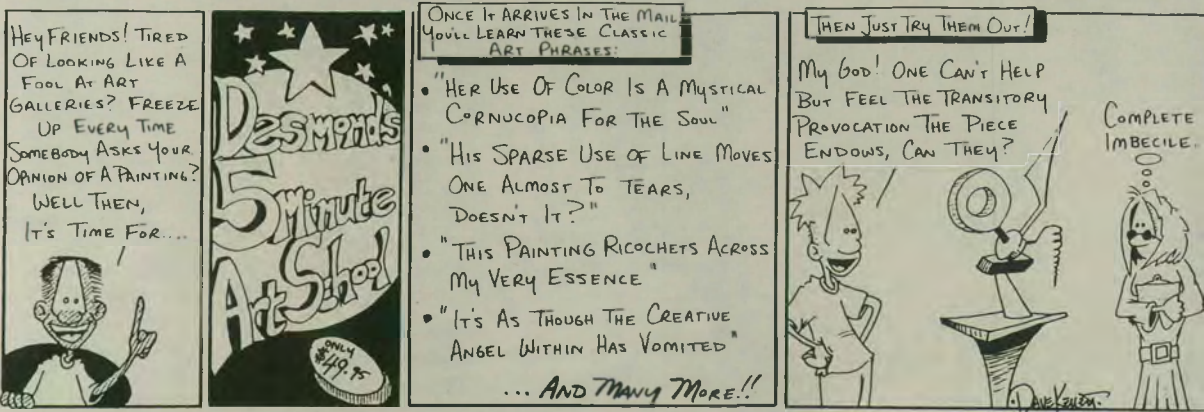 HEY FRIENDS! TIRED
OF LOOKING LIKE A
FOOL AT ART
GALLERIES? FREEZE
UP EVERY TIME
SOMEBODY ASKS YOUR
OPINION OF A PAINTING?
WELL THEN,
IT'S TIME FOR....
Desmond's
5 Minute
Art School
ONLY
$49.95
ONCE IT ARRIVES IN THE MAIL
YOU'LL LEARN THESE CLASSIC
ART PHRASES:
• "HER USE OF COLOR IS A MYSTICAL
CORNUCOPIA FOR THE SOUL"
• "HIS SPARSE USE OF LINE MOVES
ONE ALMOST TO TEARS,
DOESN'T IT?"
• "THIS PAINTING RICOCHETS ACROSS
MY VERY ESSENCE"
• "IT'S AS THOUGH THE CREATIVE
ANGEL WITHIN HAS VOMITED"
... AND MANY MORE!!
THEN JUST TRY THEM OUT!
MY GOD! ONE CAN'T HELP
BUT FEEL THE TRANSITORY
PROVOCATION THE PIECE
ENDOWS, CAN THEY?
COMPLETE
IMBECILE.
DAVE